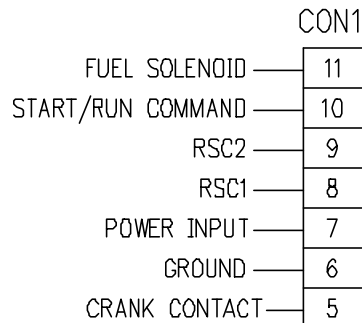 CON1
FUEL SOLENOID 11
START/RUN COMMAND 10
RSC2 9
RSC1 8
POWER INPUT 7
GROUND 6
CRANK CONTACT 5